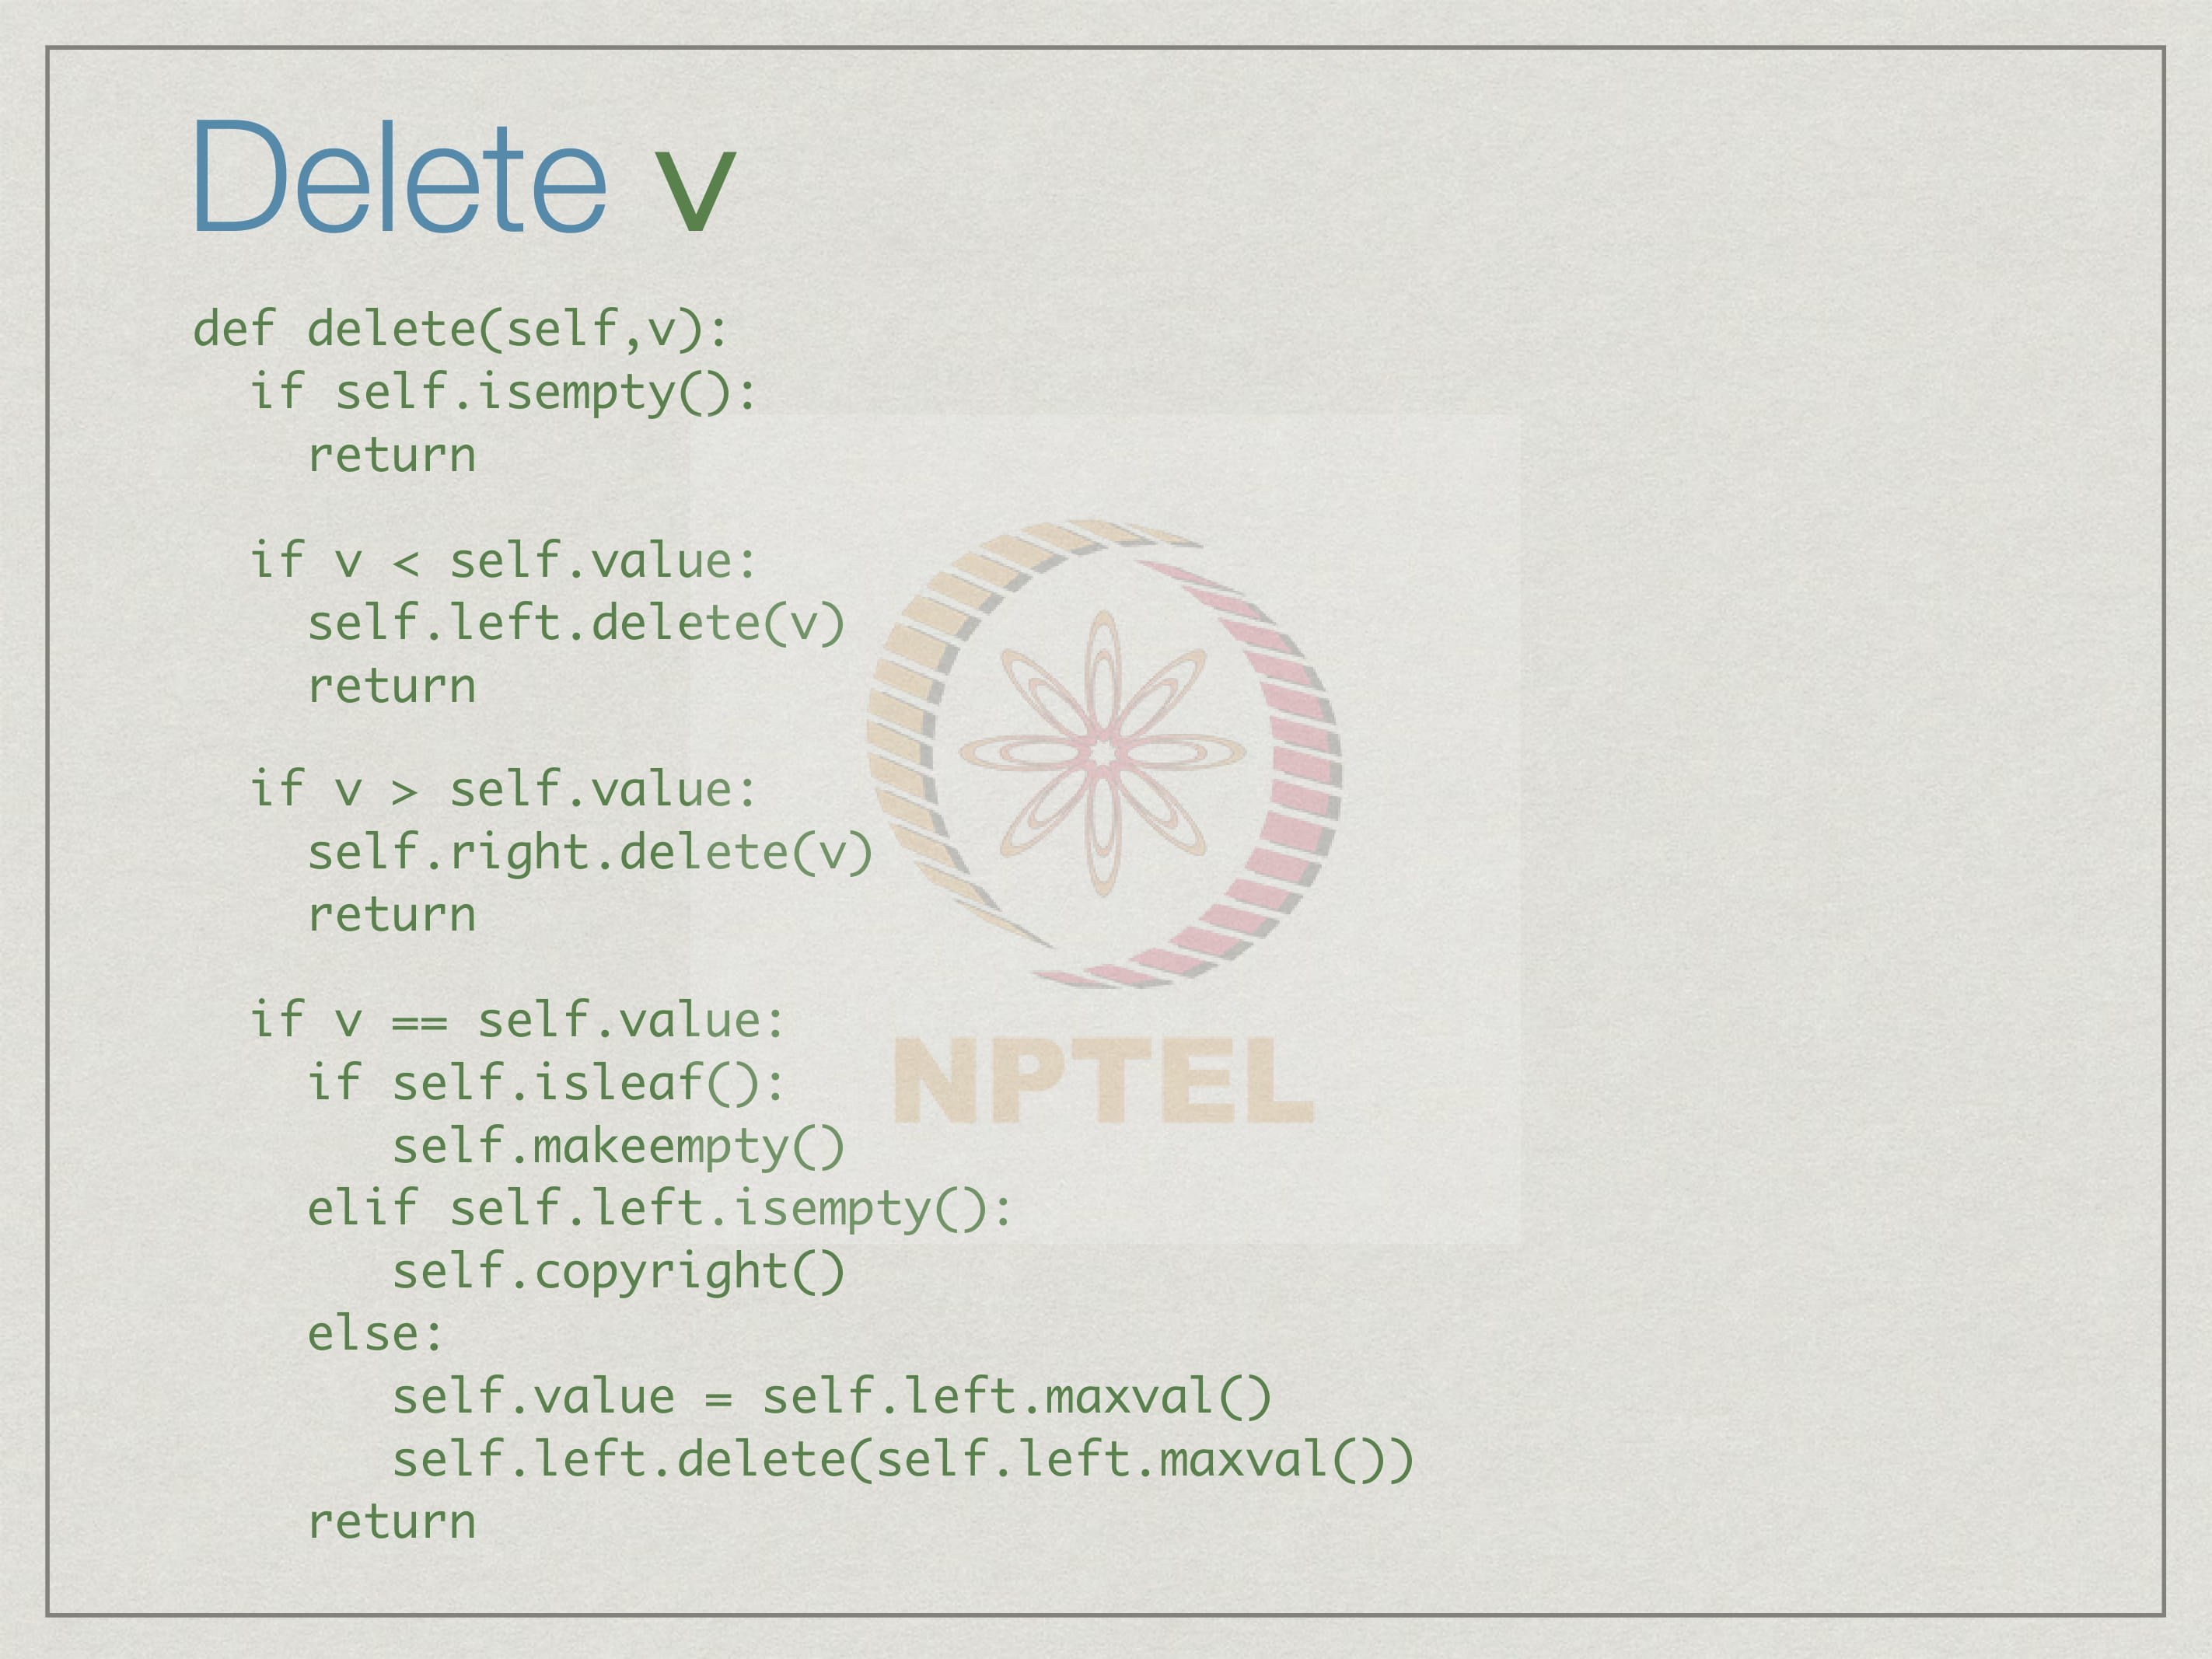 Delete v
def delete(self,v):
  if self.isempty():
    return
  if v < self.value:
    self.left.delete(v)
    return
  if v > self.value:
    self.right.delete(v)
    return
  if v == self.value:
    if self.isleaf():
       self.makeempty()
    elif self.left.isempty():
       self.copyright()
    else:
       self.value = self.left.maxval()
       self.left.delete(self.left.maxval())
    return
NPTEL